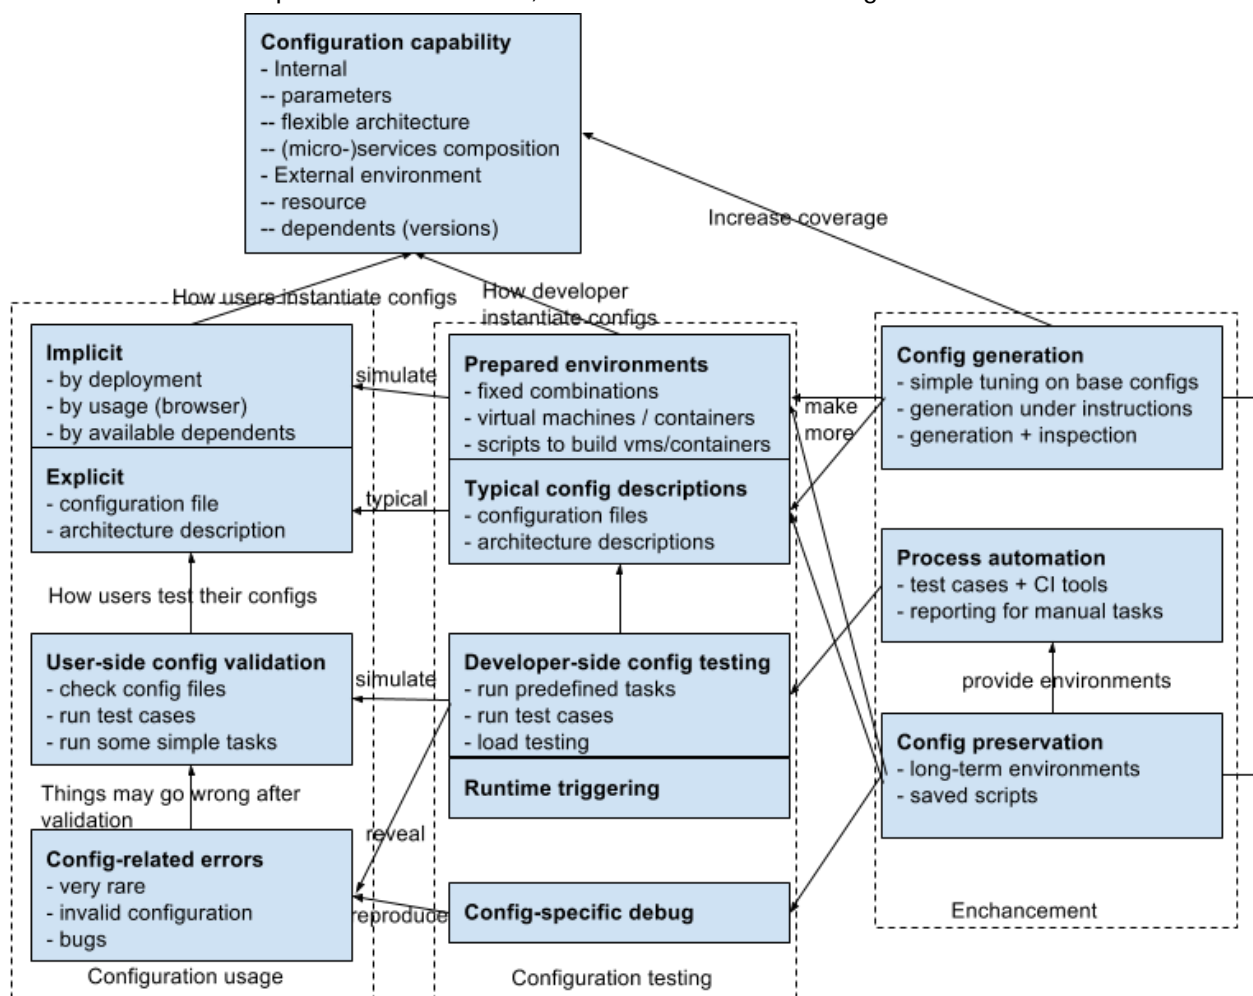 Configuration capability
- Internal
-- parameters
-- flexible architecture
-- (micro-)services composition
- External environment
-- resource
-- dependents (versions)
Increase coverage
How users instantiate configs
How developer
instantiate configs
Implicit
- by deployment
- by usage (browser)
- by available dependents
Explicit
- configuration file
- architecture description
How users test their configs
User-side config validation
- check config files
- run test cases
- run some simple tasks
Things may go wrong after
validation
Config-related errors
- very rare
- invalid configuration
- bugs
Configuration usage
simulate
typical
simulate
reveal
reproduce
Prepared environments
- fixed combinations
- virtual machines / containers
- scripts to build vms/containers
Typical config descriptions
- configuration files
- architecture descriptions
Developer-side config testing
- run predefined tasks
- run test cases
- load testing
Runtime triggering
Config-specific debug
Configuration testing
make
more
Config generation
- simple tuning on base configs
- generation under instructions
- generation + inspection
Process automation
- test cases + CI tools
- reporting for manual tasks
provide environments
Config preservation
- long-term environments
- saved scripts
Enchancement